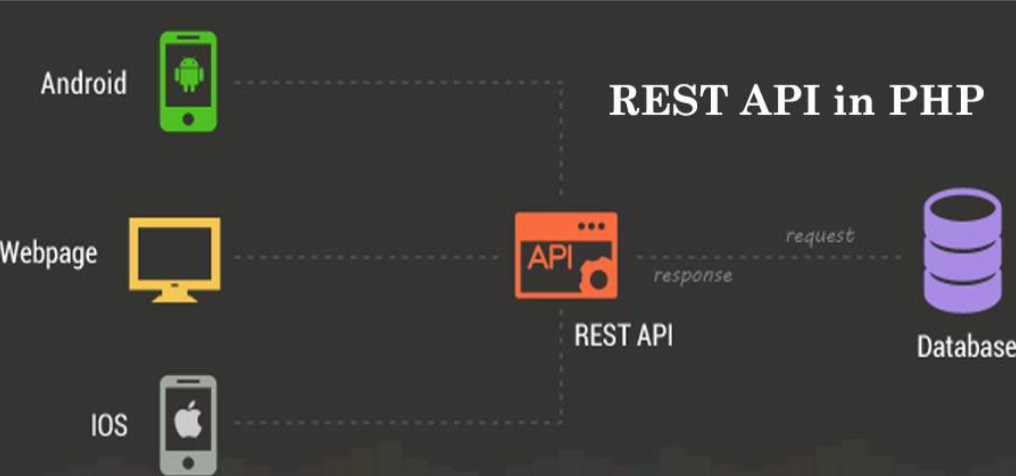 Android
REST API in PHP
Webpage
API
request
response
REST API
Database
IOS